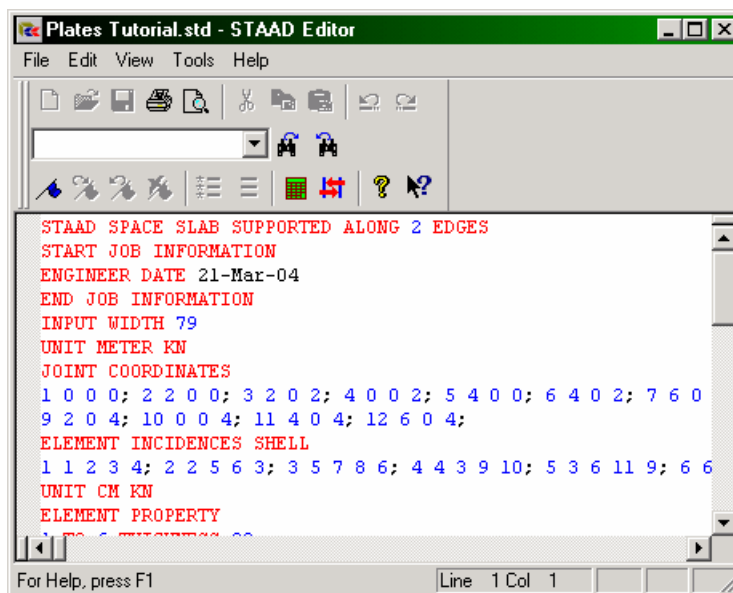 Plates Tutorial.std - STAAD Editor
File Edit View Tools Help
STAAD SPACE SLAB SUPPORTED ALONG 2 EDGES
START JOB INFORMATION
ENGINEER DATE 21-Mar-04
END JOB INFORMATION
INPUT WIDTH 79
UNIT METER KN
JOINT COORDINATES
1 0 0 0; 2 2 0 0; 3 2 0 2; 4 0 0 2; 5 4 0 0; 6 4 0 2; 7 6 0
9 2 0 4; 10 0 0 4; 11 4 0 4; 12 6 0 4;
ELEMENT INCIDENCES SHELL
1 1 2 3 4; 2 2 5 6 3; 3 5 7 8 6; 4 4 3 9 10; 5 3 6 11 9; 6 6
UNIT CM KN
ELEMENT PROPERTY
For Help, press F1
Line 1 Col 1